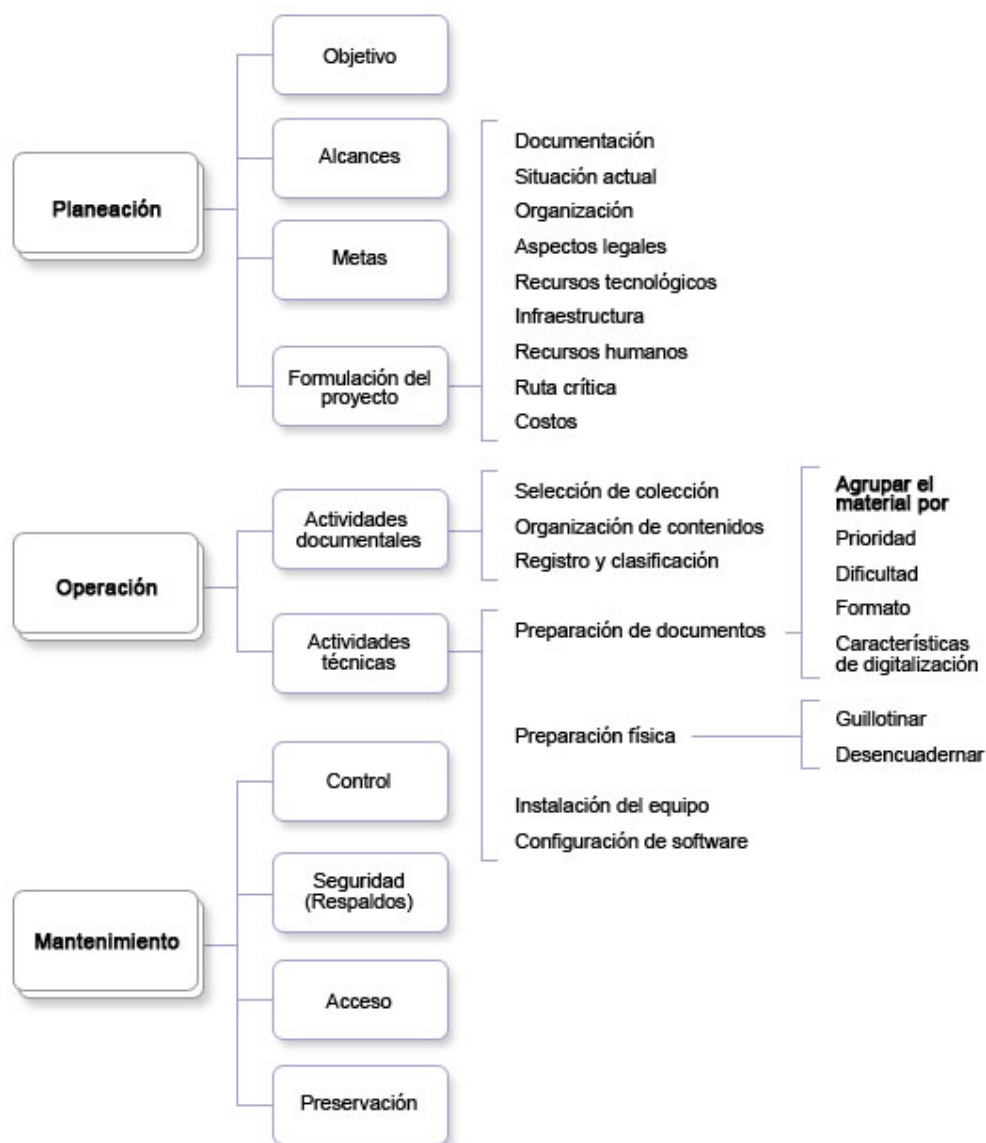 Planeación
Objetivo
Alcances
Metas
Formulación del
proyecto
Documentación
Situación actual
Organización
Aspectos legales
Recursos tecnológicos
Infraestructura
Recursos humanos
Ruta crítica
Costos
Operación
Actividades
documentales
Selección de colección
Organización de contenidos
Registro y clasificación
Actividades
técnicas
Preparación de documentos
Agrupar el
material por
Prioridad
Dificultad
Formato
Características
de digitalización
Preparación física
Guillotinar
Desencuadernar
Instalación del equipo
Configuración de software
Mantenimiento
Control
Seguridad
(Respaldos)
Acceso
Preservación